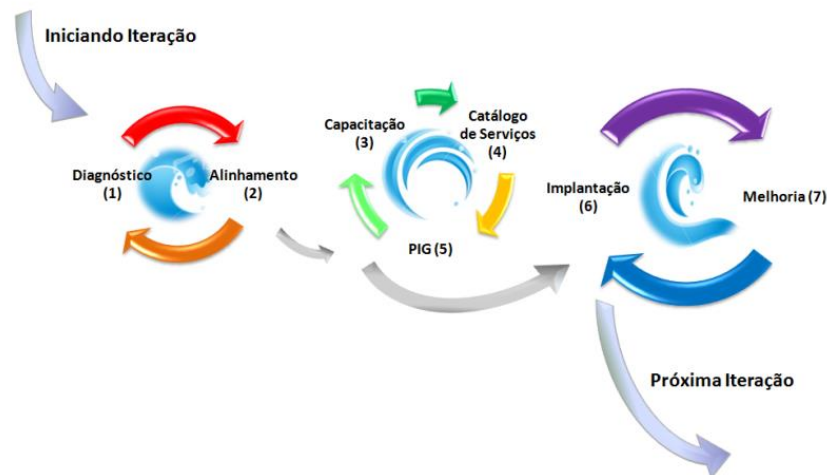 Iniciando Iteração
Diagnóstico
(1)
Alinhamento
(2)
Capacitação
(3)
Catálogo
de Serviços
(4)
PIG (5)
Implantação
(6)
Melhoria (7)
Próxima Iteração